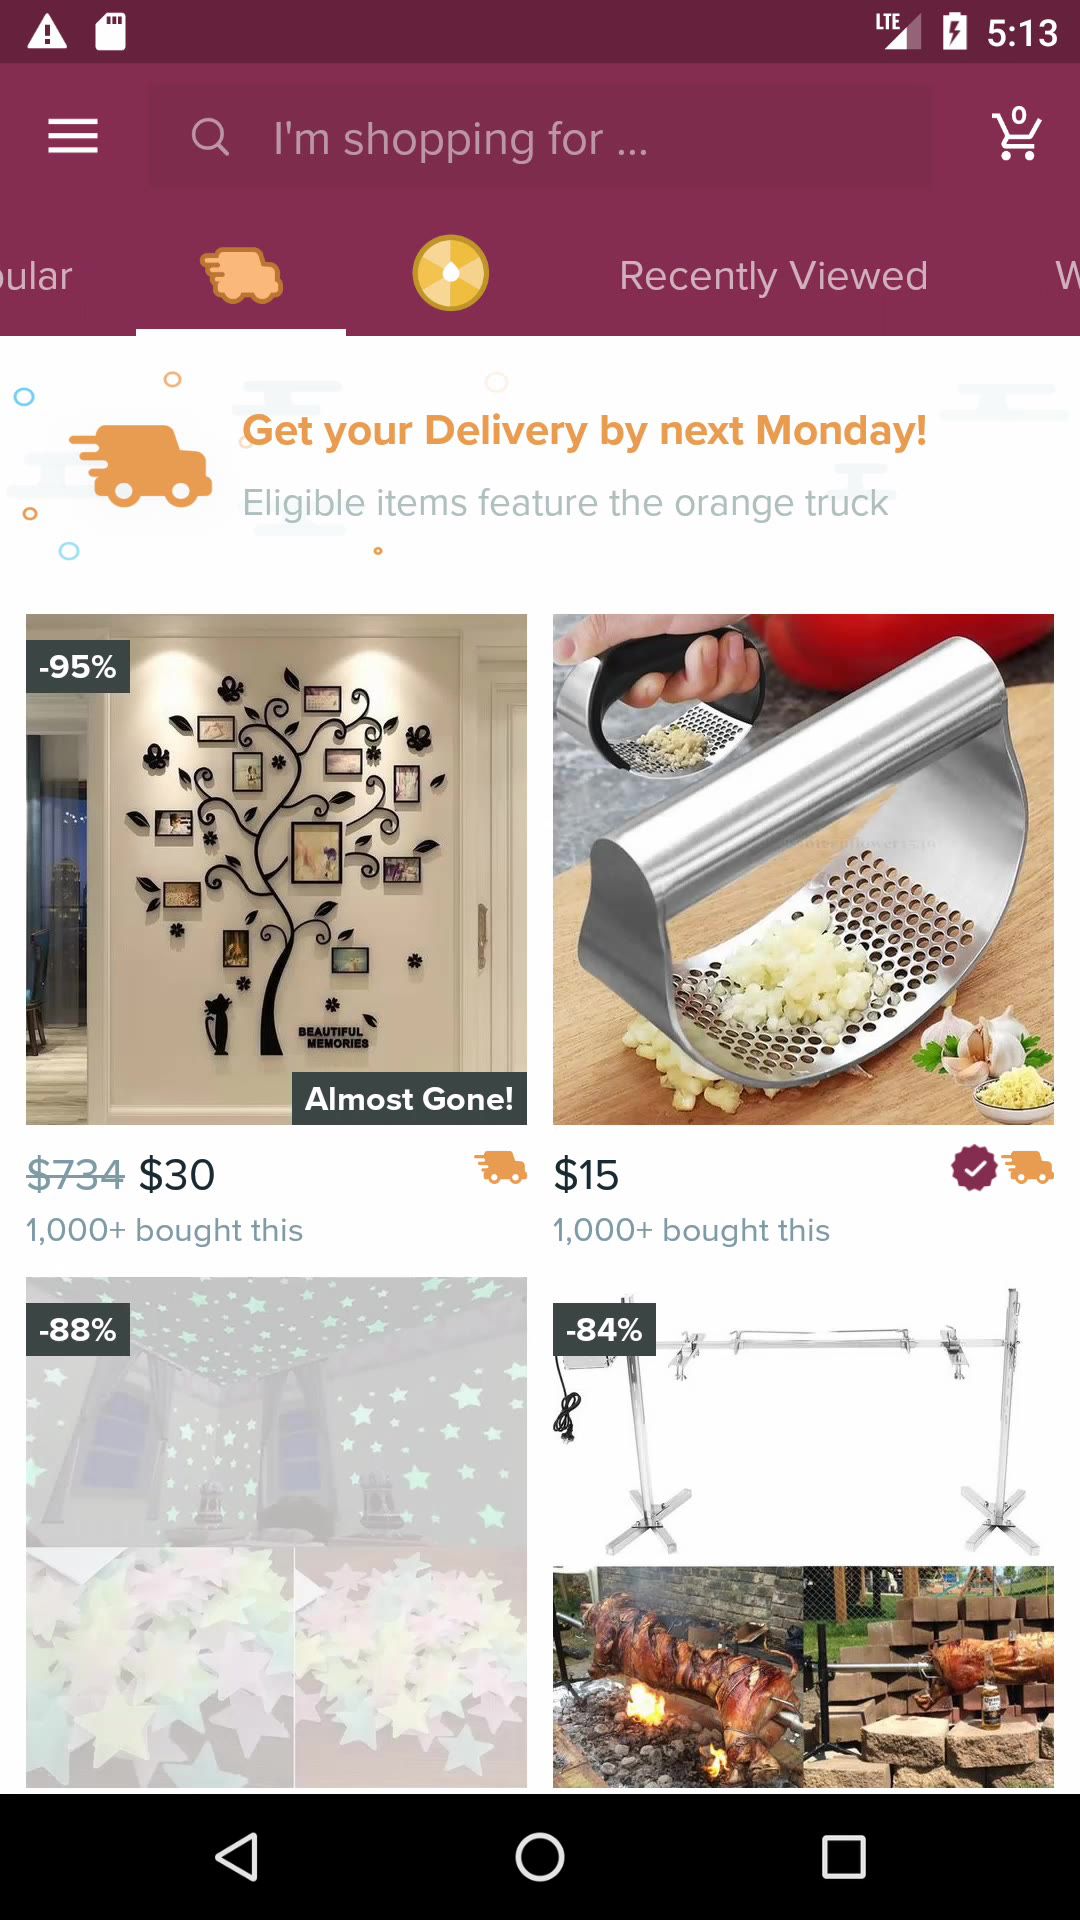 LTE 5:13
I'm shopping for ...
0
ular
Recently Viewed
W
Get your Delivery by next Monday!
Eligible items feature the orange truck
-95%
BEAUTIFUL
MEMORIES
Almost Gone!
$734 $30
1,000+ bought this
$15
1,000+ bought this
-88%
-84%